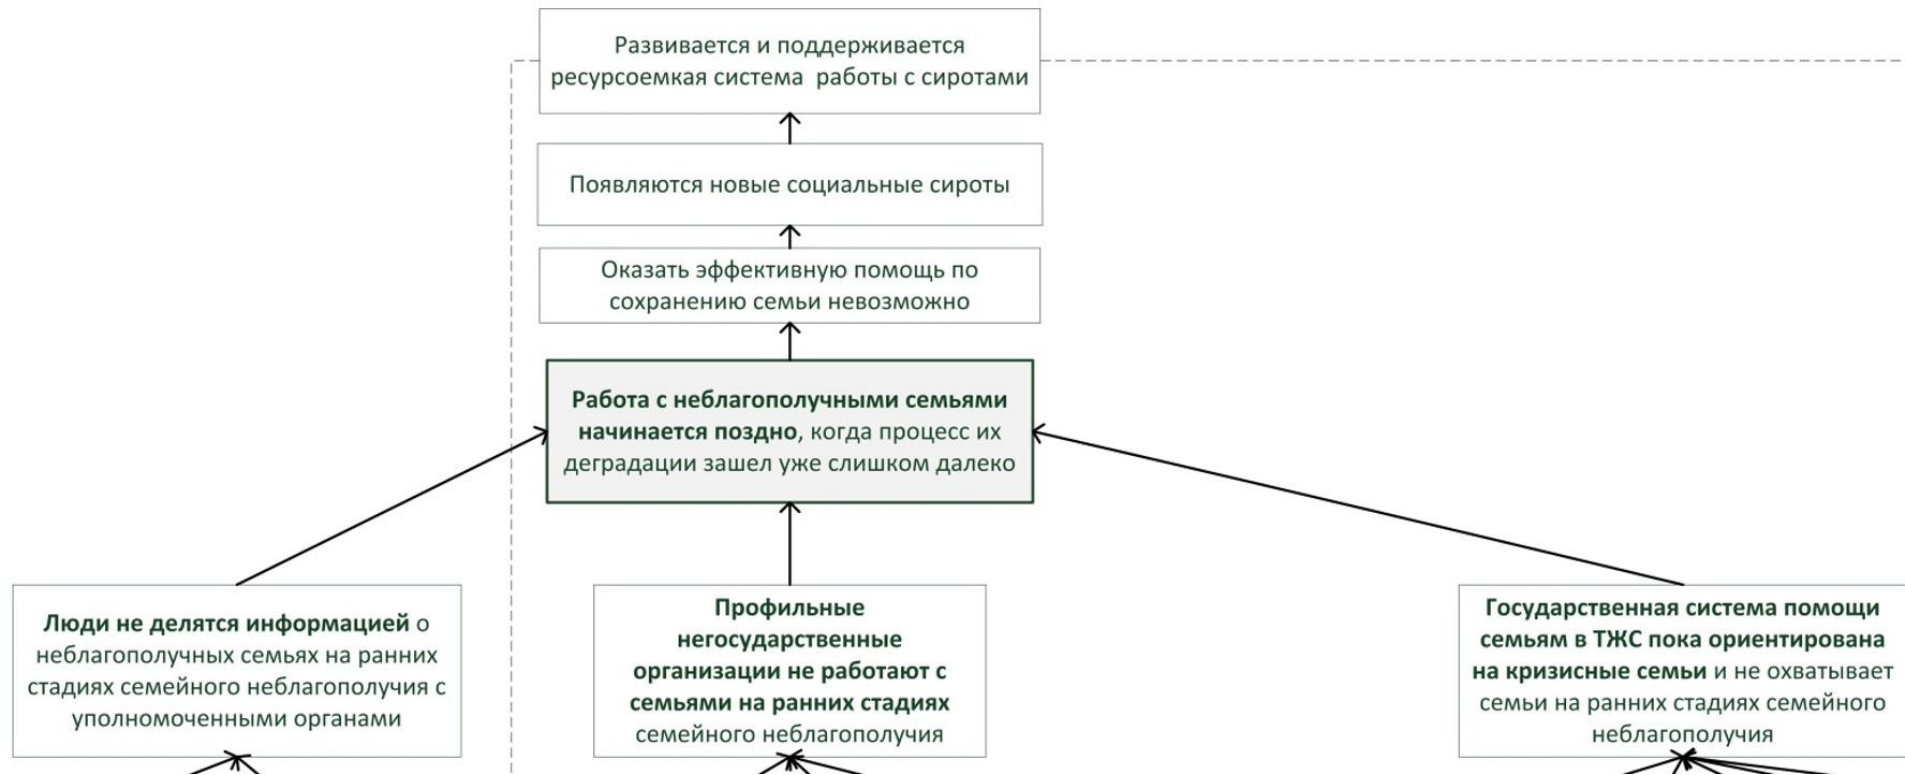 Развивается и поддерживается
ресурсоемкая система работы с сиротами
Появляются новые социальные сироты
Оказать эффективную помощь по
сохранению семьи невозможно
Работа с неблагополучными семьями
начинается поздно, когда процесс их
деградации зашел уже слишком далеко
Люди не делятся информацией о
неблагополучных семьях на ранних
стадиях семейного неблагополучия с
уполномоченными органами
Профильные
негосударственные
организации не работают с
семьями на ранних стадиях
семейного неблагополучия
Государственная система помощи
семьям в ТЖС пока ориентирована
на кризисные семьи и не охватывает
семьи на ранних стадиях семейного
неблагополучия